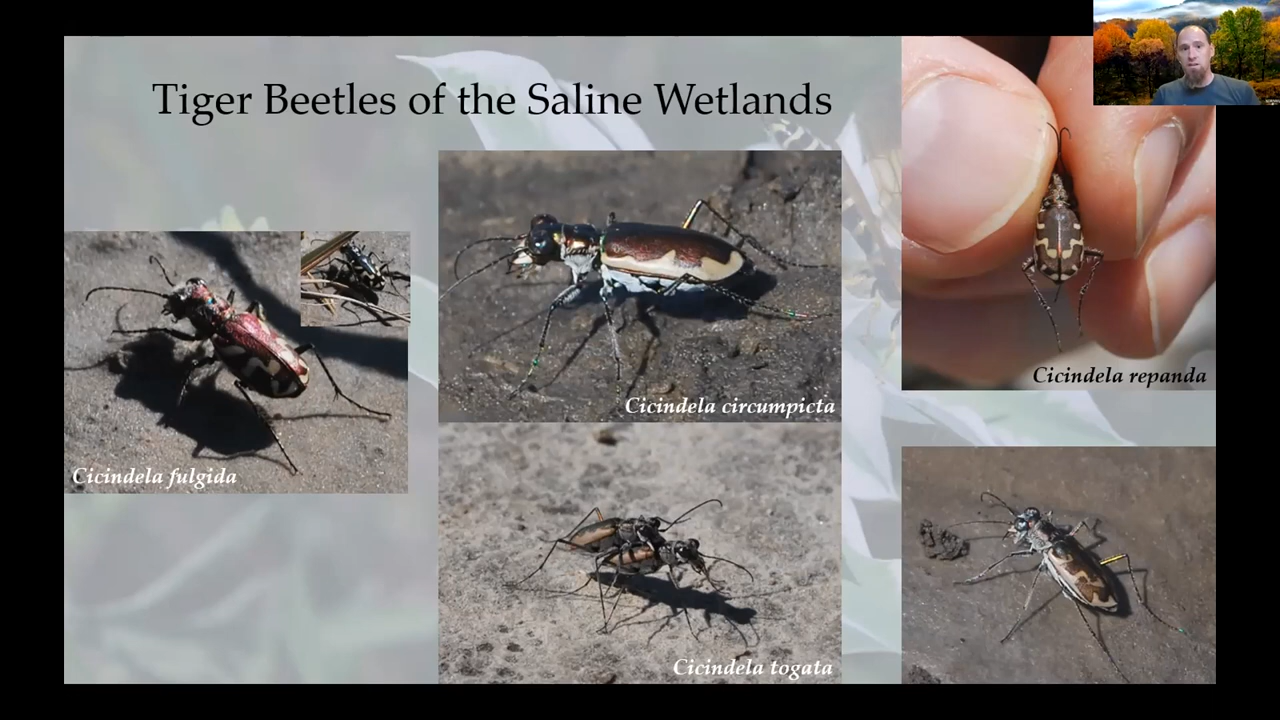 Tiger Beetles of the Saline Wetlands
Cicindela fulgida
Cicindela circumpicta
Cicindela togata
Cicindela repanda